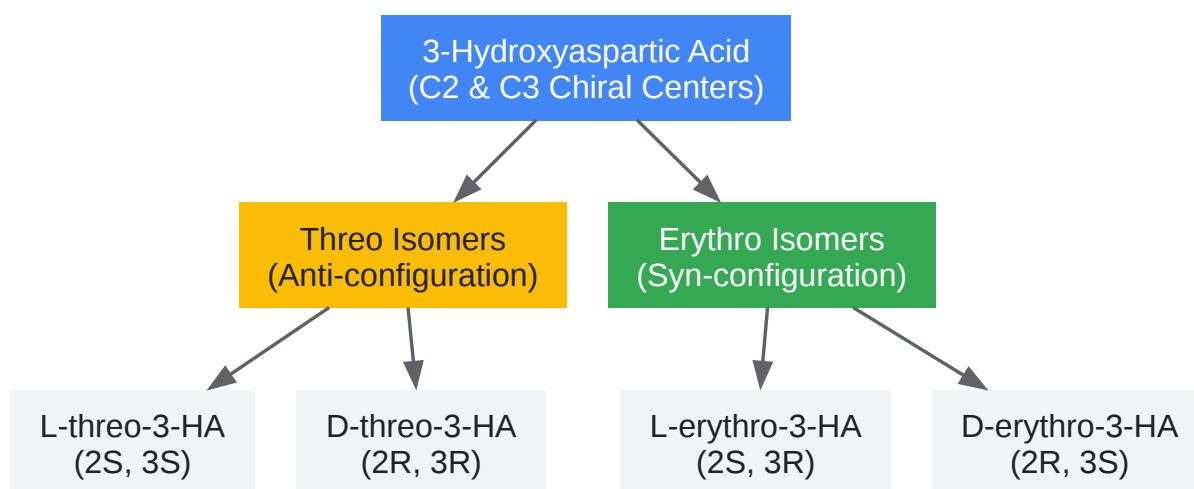 3-Hydroxyaspartic Acid
(C2 & C3 Chiral Centers)
Threo Isomers
(Anti-configuration)
Erythro Isomers
(Syn-configuration)
L-threo-3-HA
(2S, 3S)
D-threo-3-HA
(2R, 3R)
L-erythro-3-HA
(2S, 3R)
D-erythro-3-HA
(2R, 3S)